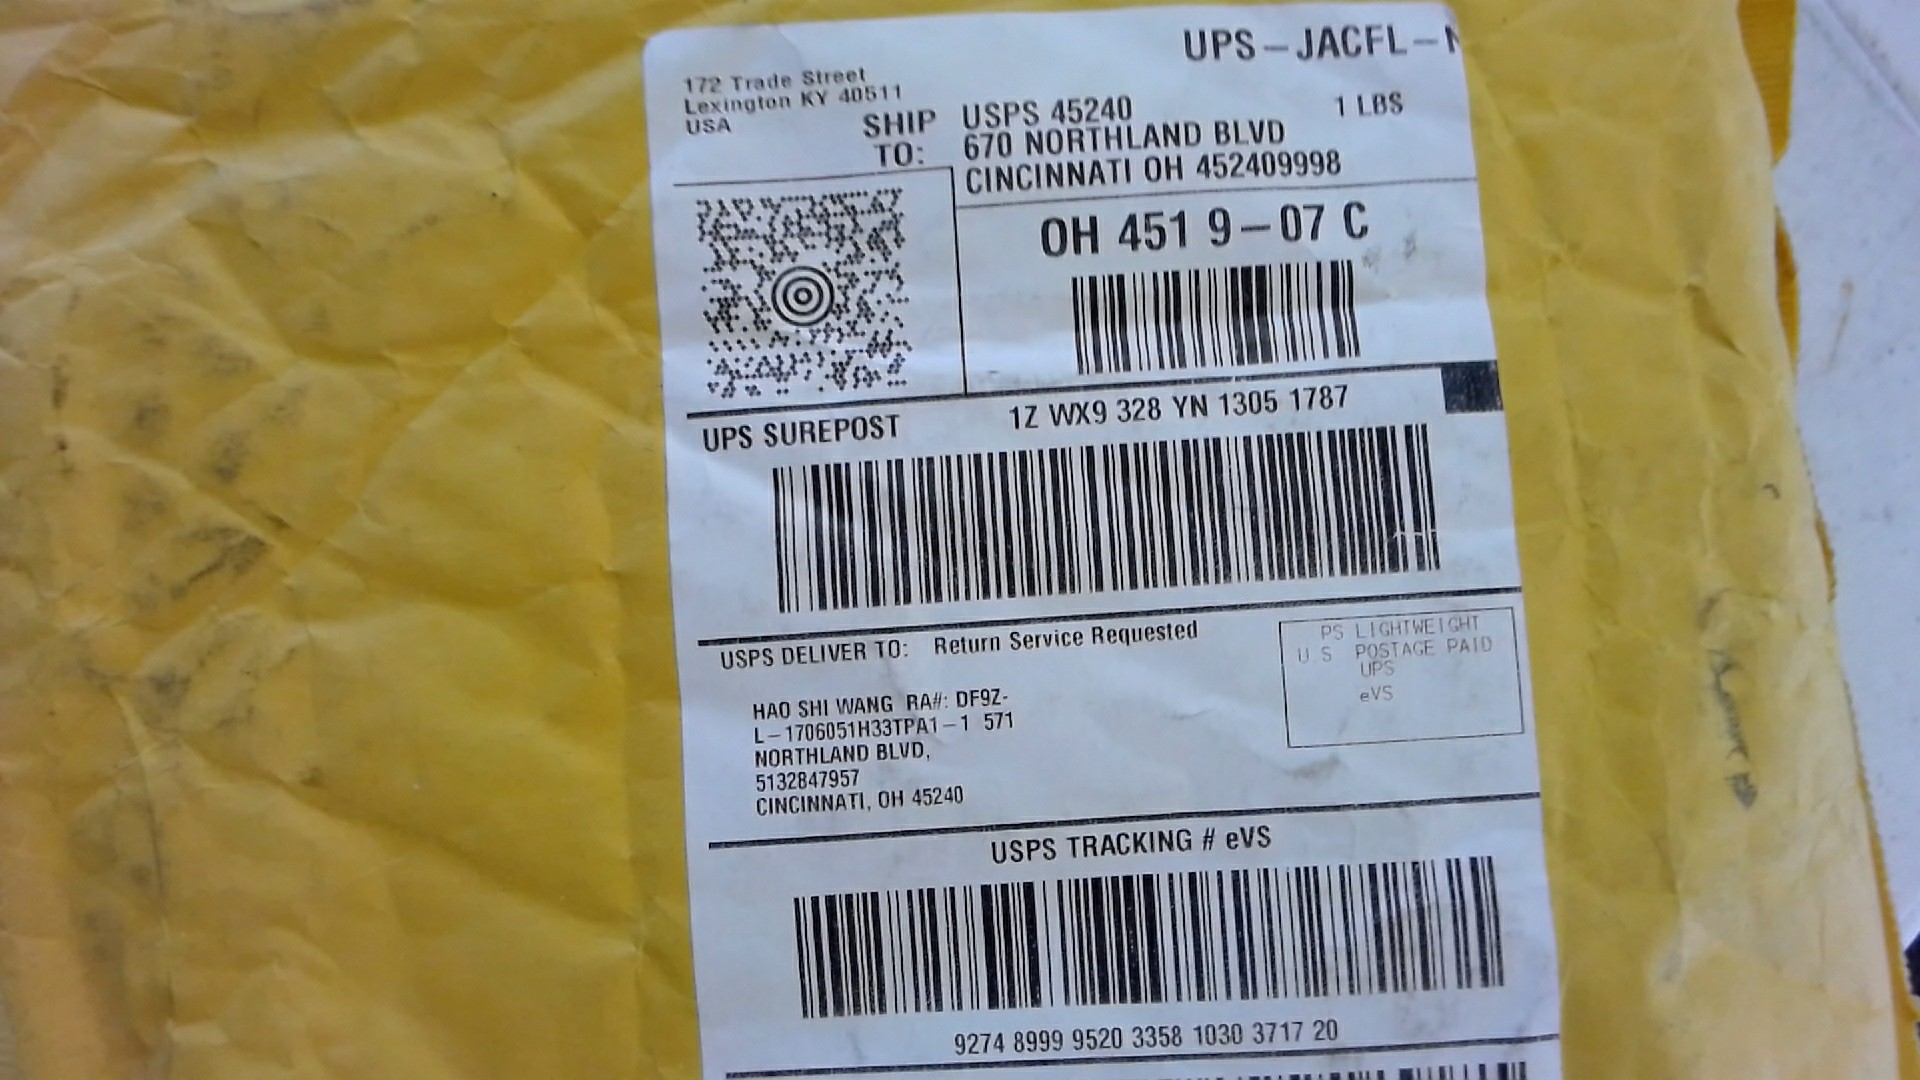 UPS-JACFL-
172 Trade Street
Lexington KY 40511
USA
1 LBS
SHIP TO:
USPS 45240
670 NORTHLAND BLVD
CINCINNATI OH 452409998
OH 451 9-07 C
UPS SUREPOST
1Z WX9 328 YN 1305 1787
USPS DELIVER TO:
Return Service Requested
PS LIGHTWEIGHT
U S POSTAGE PAID
UPS
eVS
HAO SHI WANG RA#: DF9Z-
L-1706051H33TPA1-1 571
NORTHLAND BLVD,
5132847957
CINCINNATI, OH 45240
USPS TRACKING # eVS
9274 8999 9520 3358 1030 3717 20